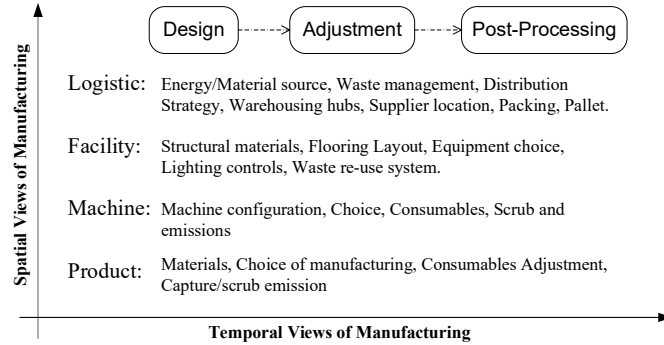 Design Adjustment Post-Processing
Logistic: Energy/Material source, Waste management, Distribution
Strategy, Warehousing hubs, Supplier location, Packing, Pallet.
Facility: Structural materials, Flooring Layout, Equipment choice,
Lighting controls, Waste re-use system.
Machine: Machine configuration, Choice, Consumables, Scrub and
emissions
Product: Materials, Choice of manufacturing, Consumables Adjustment,
Capture/scrub emission
Spatial Views of Manufacturing
Temporal Views of Manufacturing